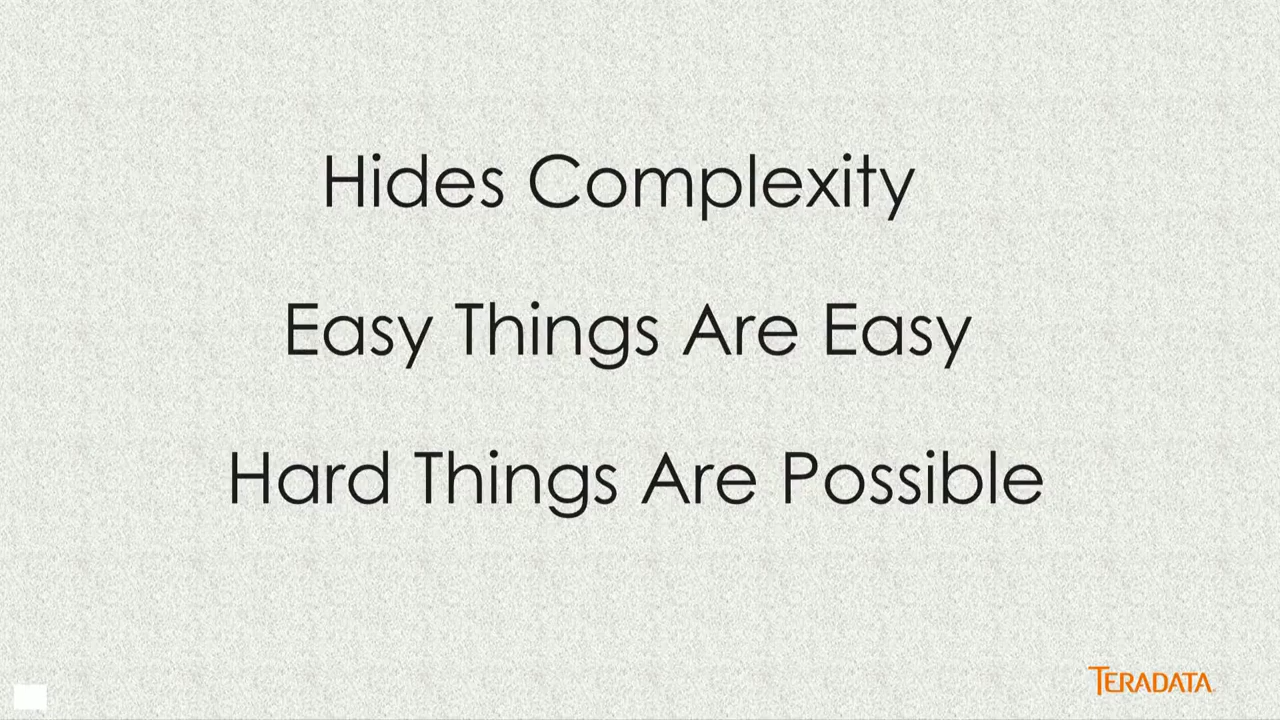 Hides Complexity
Easy Things Are Easy
Hard Things Are Possible
TERADATA